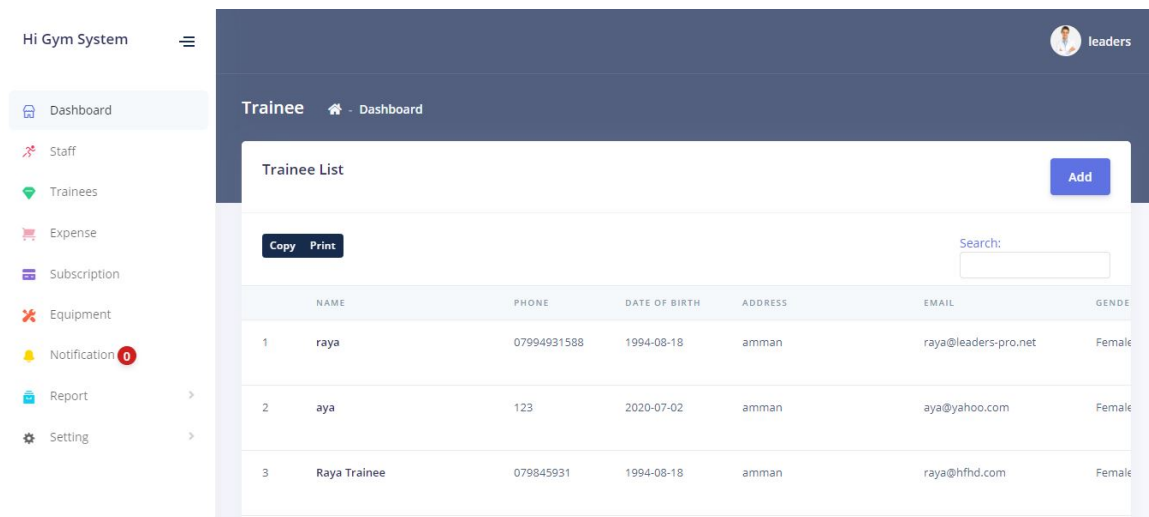 Hi Gym System
leaders
Dashboard
Staff
Trainees
Expense
Subscription
Equipment
Notification 0
Report
Setting
Trainee - Dashboard
Trainee List
Add
Copy Print
Search:
NAME PHONE DATE OF BIRTH ADDRESS EMAIL GENDE
1 raya 07994931588 1994-08-18 amman raya@leaders-pro.net Female
2 aya 123 2020-07-02 amman aya@yahoo.com Female
3 Raya Trainee 079845931 1994-08-18 amman raya@hfhd.com Female